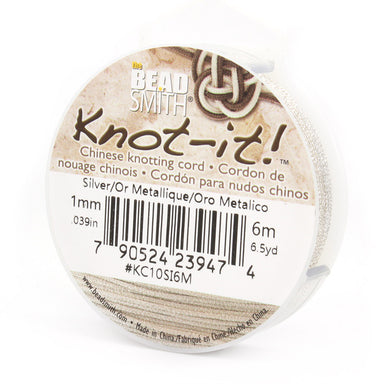 the
BEAD
SMITH®
Knot-it!™
Chinese knotting cord • Cordon de
nouage chinois • Cordón para nudos chinos
Silver/Or Metallique/Oro Metalico
1mm 6m
.039in 6.5yd
7 90524 23947 4
#KC10SI6M
www.beadsmith.com • Made in China/Fabriqué en Chine/Hecho en China